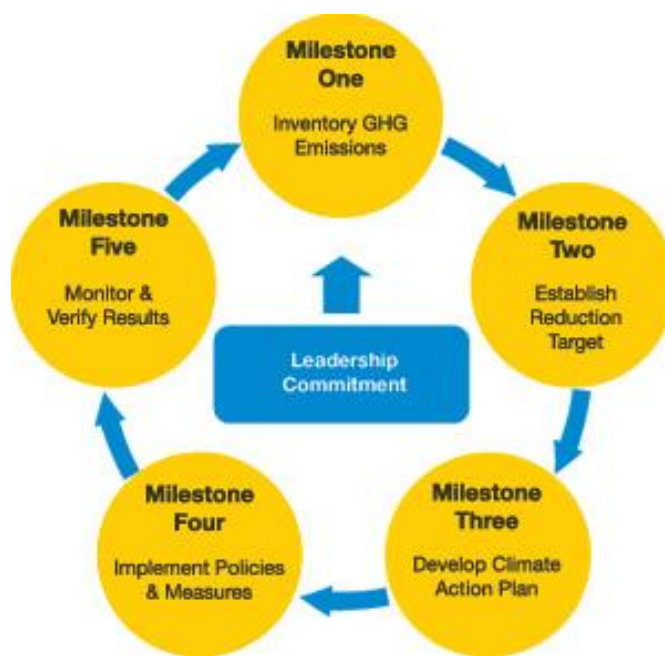 Milestone
One
Inventory GHG
Emissions
Milestone
Two
Establish
Reduction
Target
Milestone
Three
Develop Climate
Action Plan
Milestone
Four
Implement Policies
& Measures
Milestone
Five
Monitor &
Verify Results
Leadership
Commitment